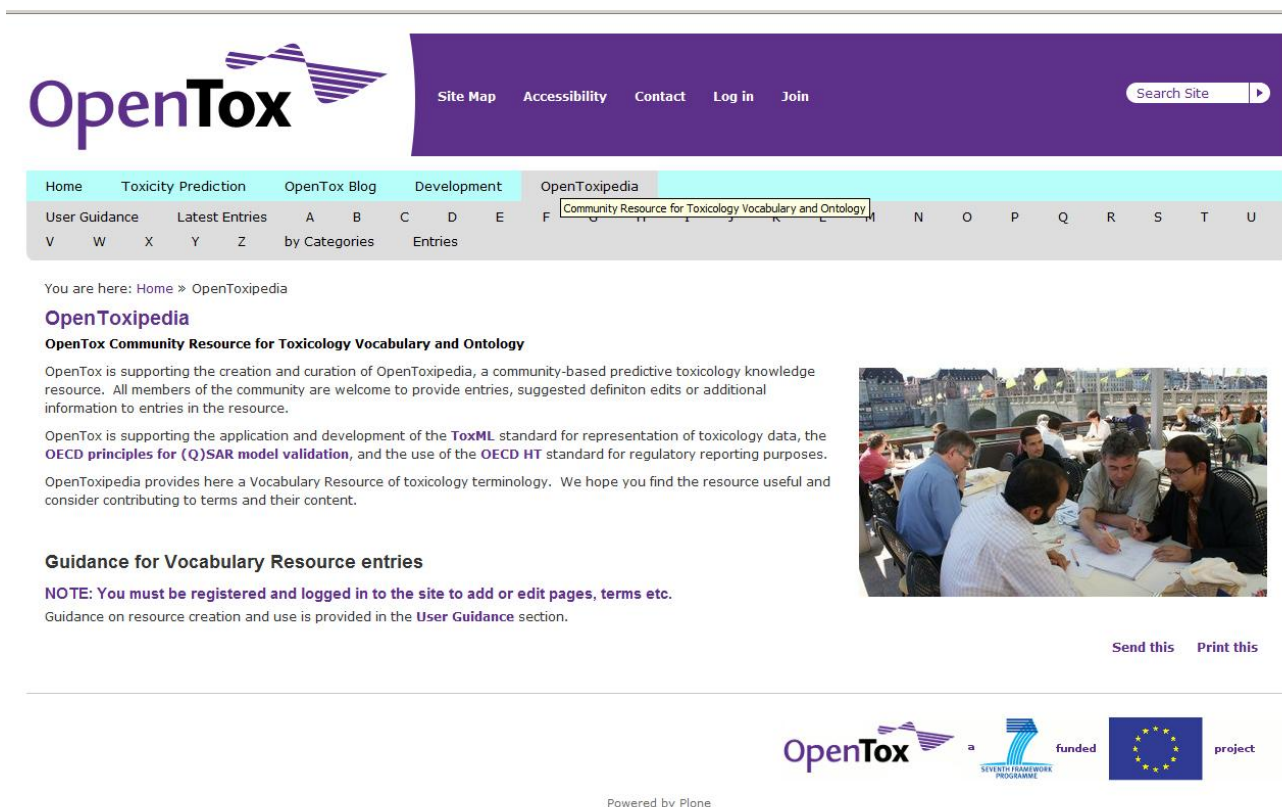 OpenTox
Site Map Accessibility Contact Log in Join
Search Site
Home Toxicity Prediction OpenTox Blog Development OpenToxipedia
Community Resource for Toxicology Vocabulary and Ontology
User Guidance Latest Entries A B C D E F M N O P Q R S T U
V W X Y Z by Categories Entries
You are here: Home » OpenToxipedia
OpenToxipedia
OpenTox Community Resource for Toxicology Vocabulary and Ontology
OpenTox is supporting the creation and curation of OpenToxipedia, a community-based predictive toxicology knowledge
resource. All members of the community are welcome to provide entries, suggested definiton edits or additional
information to entries in the resource.
OpenTox is supporting the application and development of the ToxML standard for representation of toxicology data, the
OECD principles for (Q)SAR model validation, and the use of the OECD HT standard for regulatory reporting purposes.
OpenToxipedia provides here a Vocabulary Resource of toxicology terminology. We hope you find the resource useful and
consider contributing to terms and their content.
Guidance for Vocabulary Resource entries
NOTE: You must be registered and logged in to the site to add or edit pages, terms etc.
Guidance on resource creation and use is provided in the User Guidance section.
Send this Print this
OpenTox a SEVENTH FRAMEWORK PROGRAMME funded project
Powered by Plone